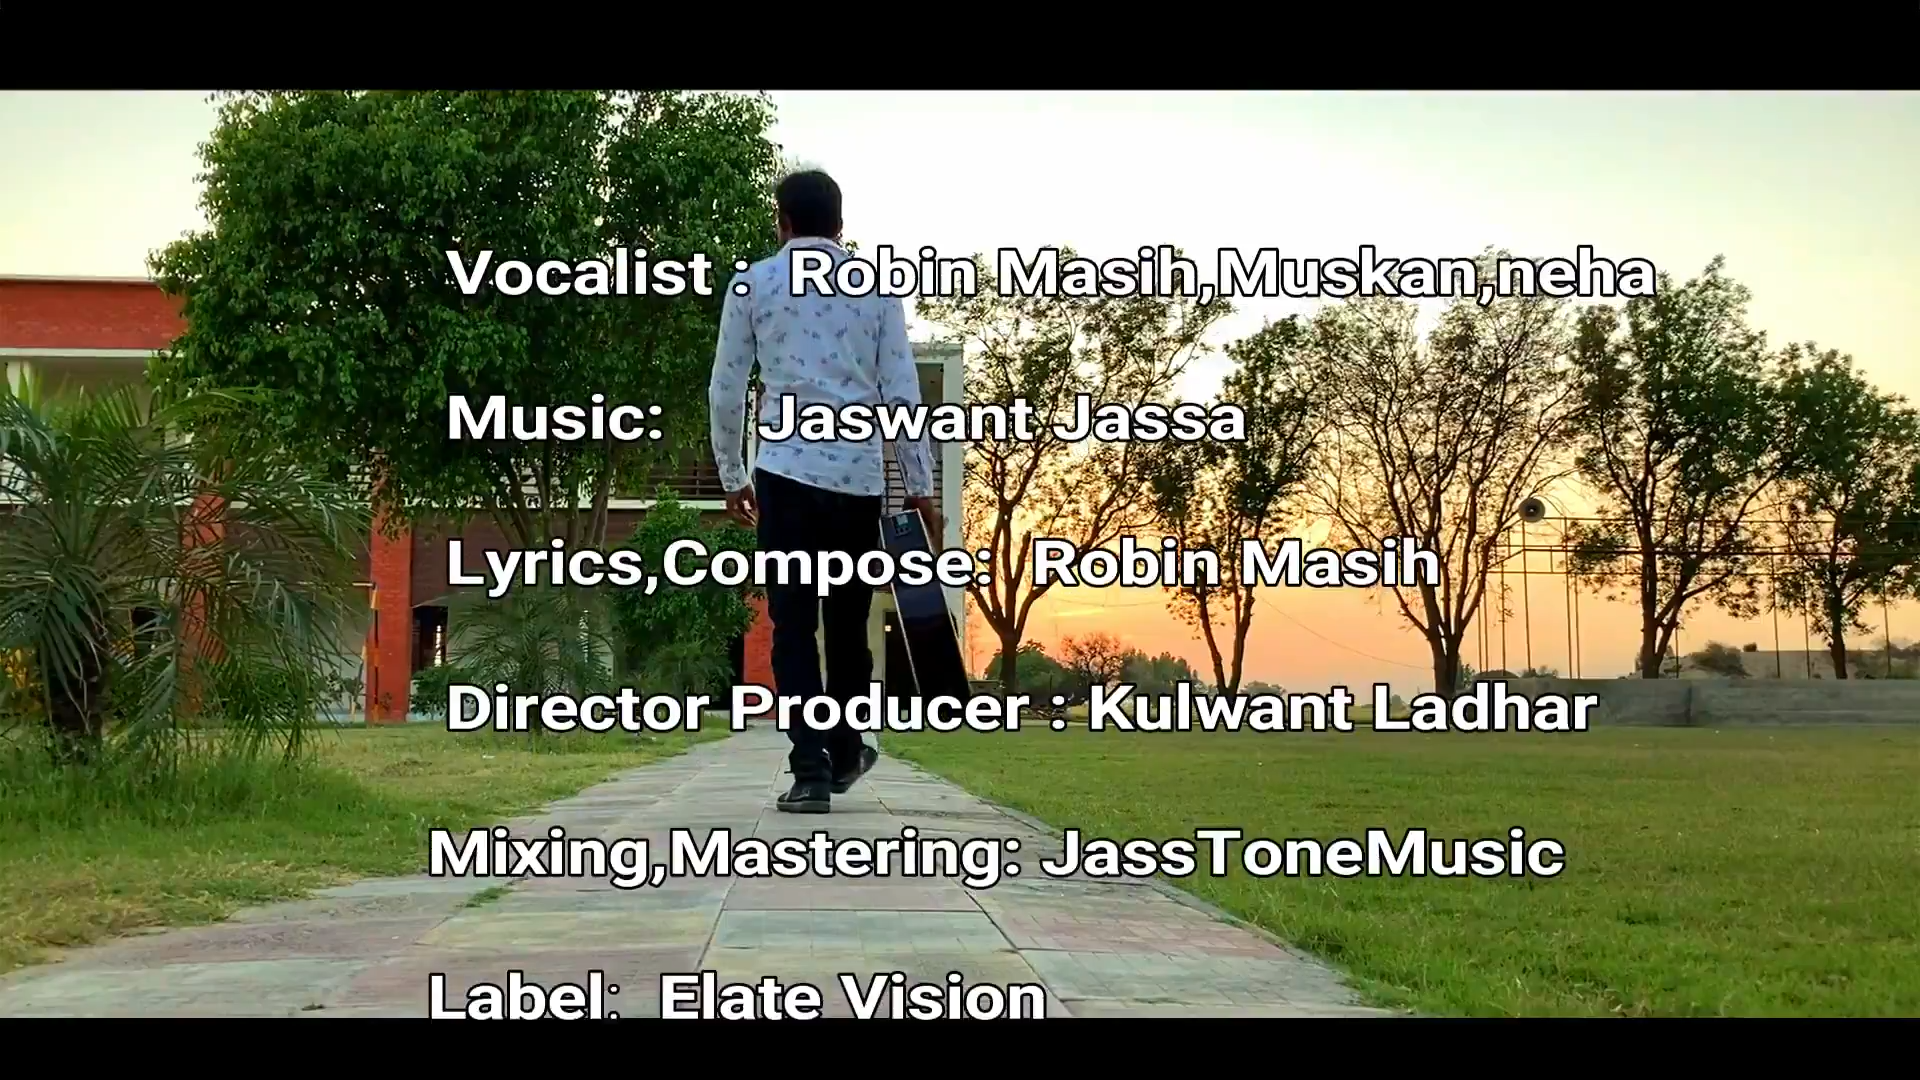 Vocalist : Robin Masih,Muskan,neha
Music: Jaswant Jassa
Lyrics,Compose: Robin Masih
Director Producer : Kulwant Ladhar
Mixing,Mastering: JassToneMusic
Label: Elate Vision